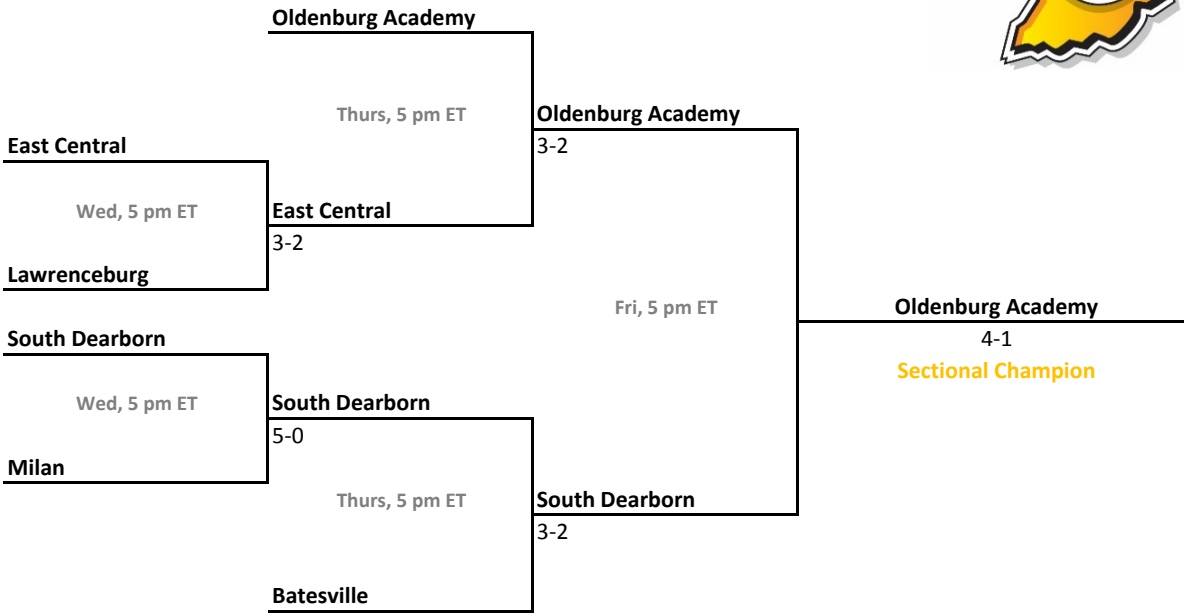 Oldenburg Academy
Thurs, 5 pm ET
Oldenburg Academy
East Central
3-2
Wed, 5 pm ET
East Central
3-2
Lawrenceburg
Fri, 5 pm ET
Oldenburg Academy
South Dearborn
4-1
Sectional Champion
Wed, 5 pm ET
South Dearborn
5-0
Milan
Thurs, 5 pm ET
South Dearborn
3-2
Batesville